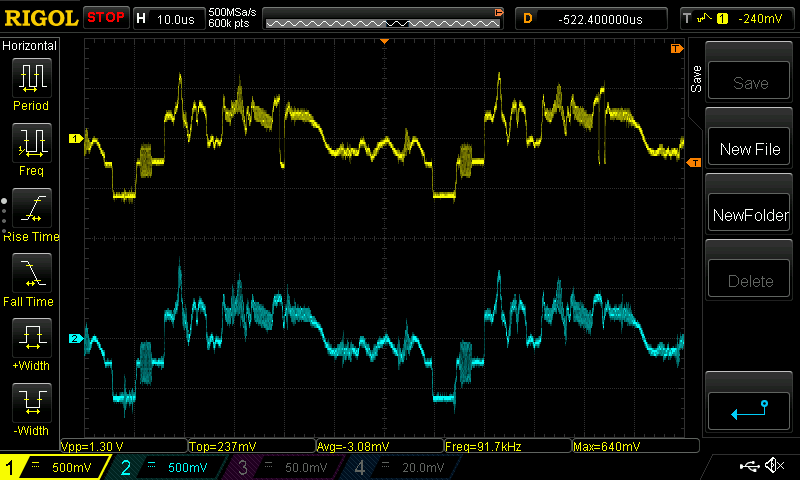 RIGOL STOP H 10.0us 500MSa/s 600k pts D -522.400000us T 1 -240mV
Horizontal
Period
Freq
Rise Time
Fall Time
+Width
-Width
T
1
T
2
Save
Save
New File
NewFolder
Delete
Vpp=1.30 V Top=237mV Avg=-3.08mV Freq=91.7kHz Max=640mV
1 500mV 2 500mV 3 50.0mV 4 20.0mV